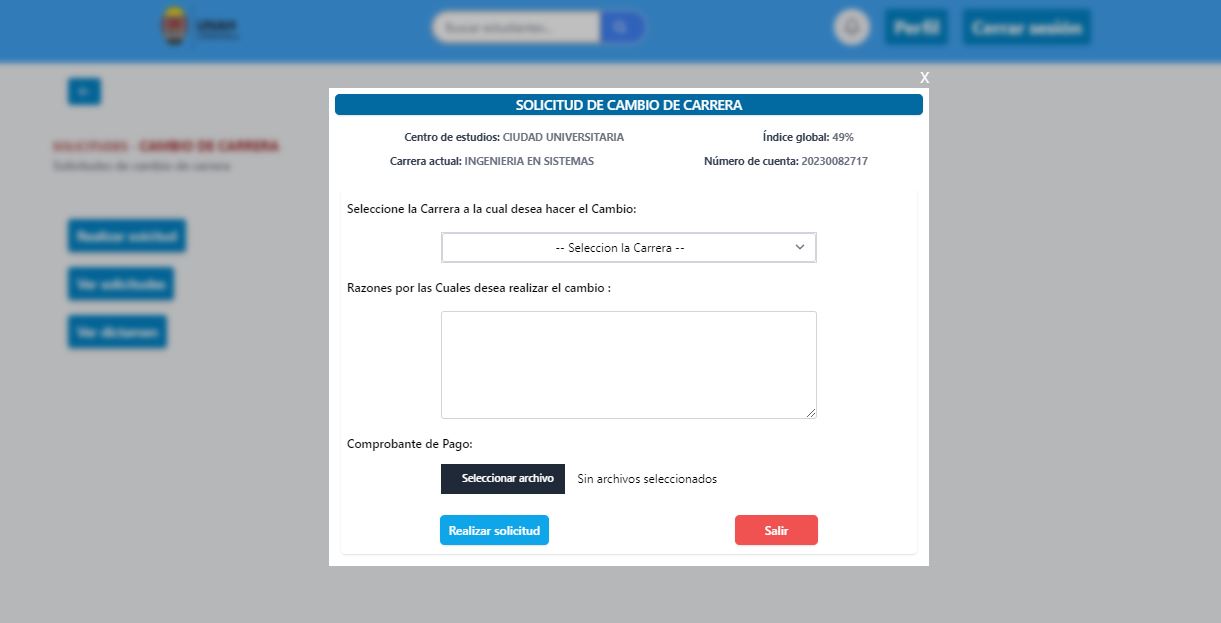 UNAH
Buscar estudiantes...
Perfil
Cerrar sesión
X
SOLICITUD DE CAMBIO DE CARRERA
Centro de estudios: CIUDAD UNIVERSITARIA
Índice global: 49%
Carrera actual: INGENIERIA EN SISTEMAS
Número de cuenta: 20230082717
SOLICITUDES - CAMBIO DE CARRERA
Solicitudes de cambio de carrera
Seleccione la Carrera a la cual desea hacer el Cambio:
Realizar solicitud
-- Seleccion la Carrera --
Ver solicitudes
Razones por las Cuales desea realizar el cambio :
Ver dictamen
Comprobante de Pago:
Seleccionar archivo
Sin archivos seleccionados
Realizar solicitud
Salir